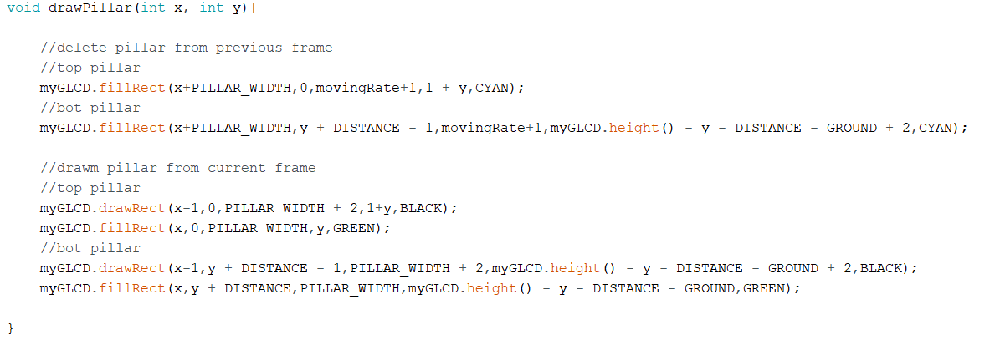 void drawPillar(int x, int y){
//delete pillar from previous frame
//top pillar
myGLCD.fillRect(x+PILLAR_WIDTH,0,movingRate+1,1 + y,CYAN);
//bot pillar
myGLCD.fillRect(x+PILLAR_WIDTH,y + DISTANCE - 1,movingRate+1,myGLCD.height() - y - DISTANCE - GROUND + 2,CYAN);
//drawm pillar from current frame
//top pillar
myGLCD.drawRect(x-1,0,PILLAR_WIDTH + 2,1+y,BLACK);
myGLCD.fillRect(x,0,PILLAR_WIDTH,y,GREEN);
//bot pillar
myGLCD.drawRect(x-1,y + DISTANCE - 1,PILLAR_WIDTH + 2,myGLCD.height() - y - DISTANCE - GROUND + 2,BLACK);
myGLCD.fillRect(x,y + DISTANCE,PILLAR_WIDTH,myGLCD.height() - y - DISTANCE - GROUND,GREEN);
}